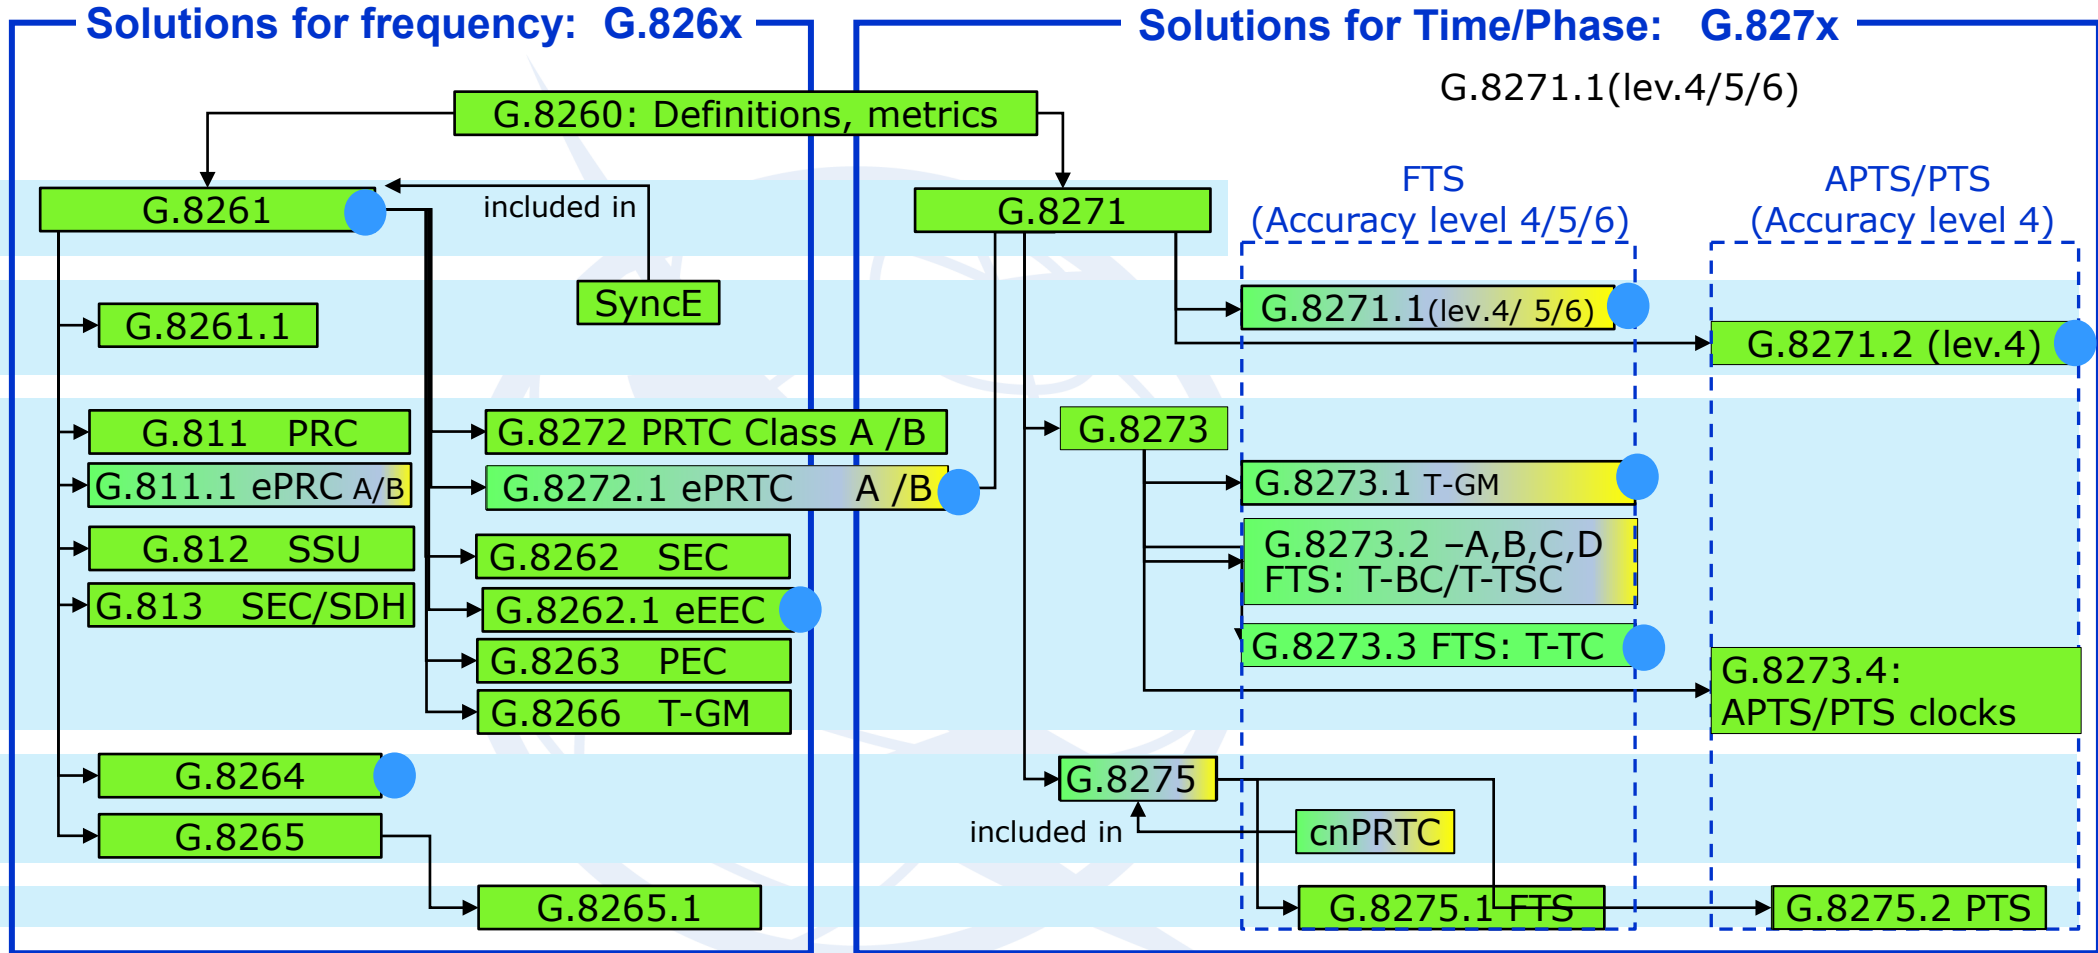 Solutions for frequency: G.826x
Solutions for Time/Phase: G.827x
G.8271.1(lev.4/5/6)
G.8260: Definitions, metrics
FTS
(Accuracy level 4/5/6)
APTS/PTS
(Accuracy level 4)
G.8261
included in
G.8271
SyncE
G.8261.1
G.8271.1(lev.4/ 5/6)
G.8271.2 (lev.4)
G.811 PRC
G.8272 PRTC Class A /B
G.8273
G.811.1 ePRC A/B
G.8272.1 ePRTC A /B
G.8273.1 T-GM
G.812 SSU
G.8262 SEC
G.8273.2 –A,B,C,D
FTS: T-BC/T-TSC
G.813 SEC/SDH
G.8262.1 eEEC
G.8263 PEC
G.8273.3 FTS: T-TC
G.8266 T-GM
G.8273.4:
APTS/PTS clocks
G.8264
G.8275
G.8265
included in
cnPRTC
G.8265.1
G.8275.1 FTS
G.8275.2 PTS